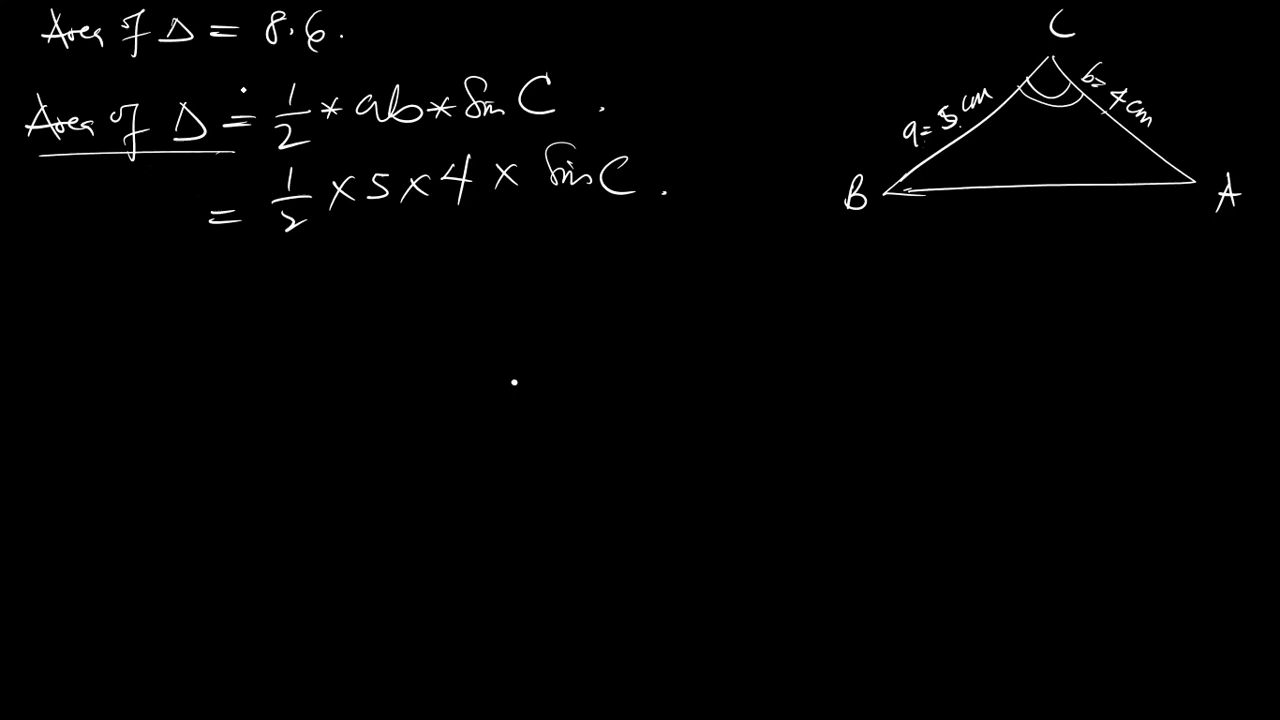 Area of Δ = 8.6.
Area of Δ = 1/2 * ab * Sin C .
= 1/2 × 5 × 4 × Sin C .
C
a = 5 cm
b = 4 cm
B
A